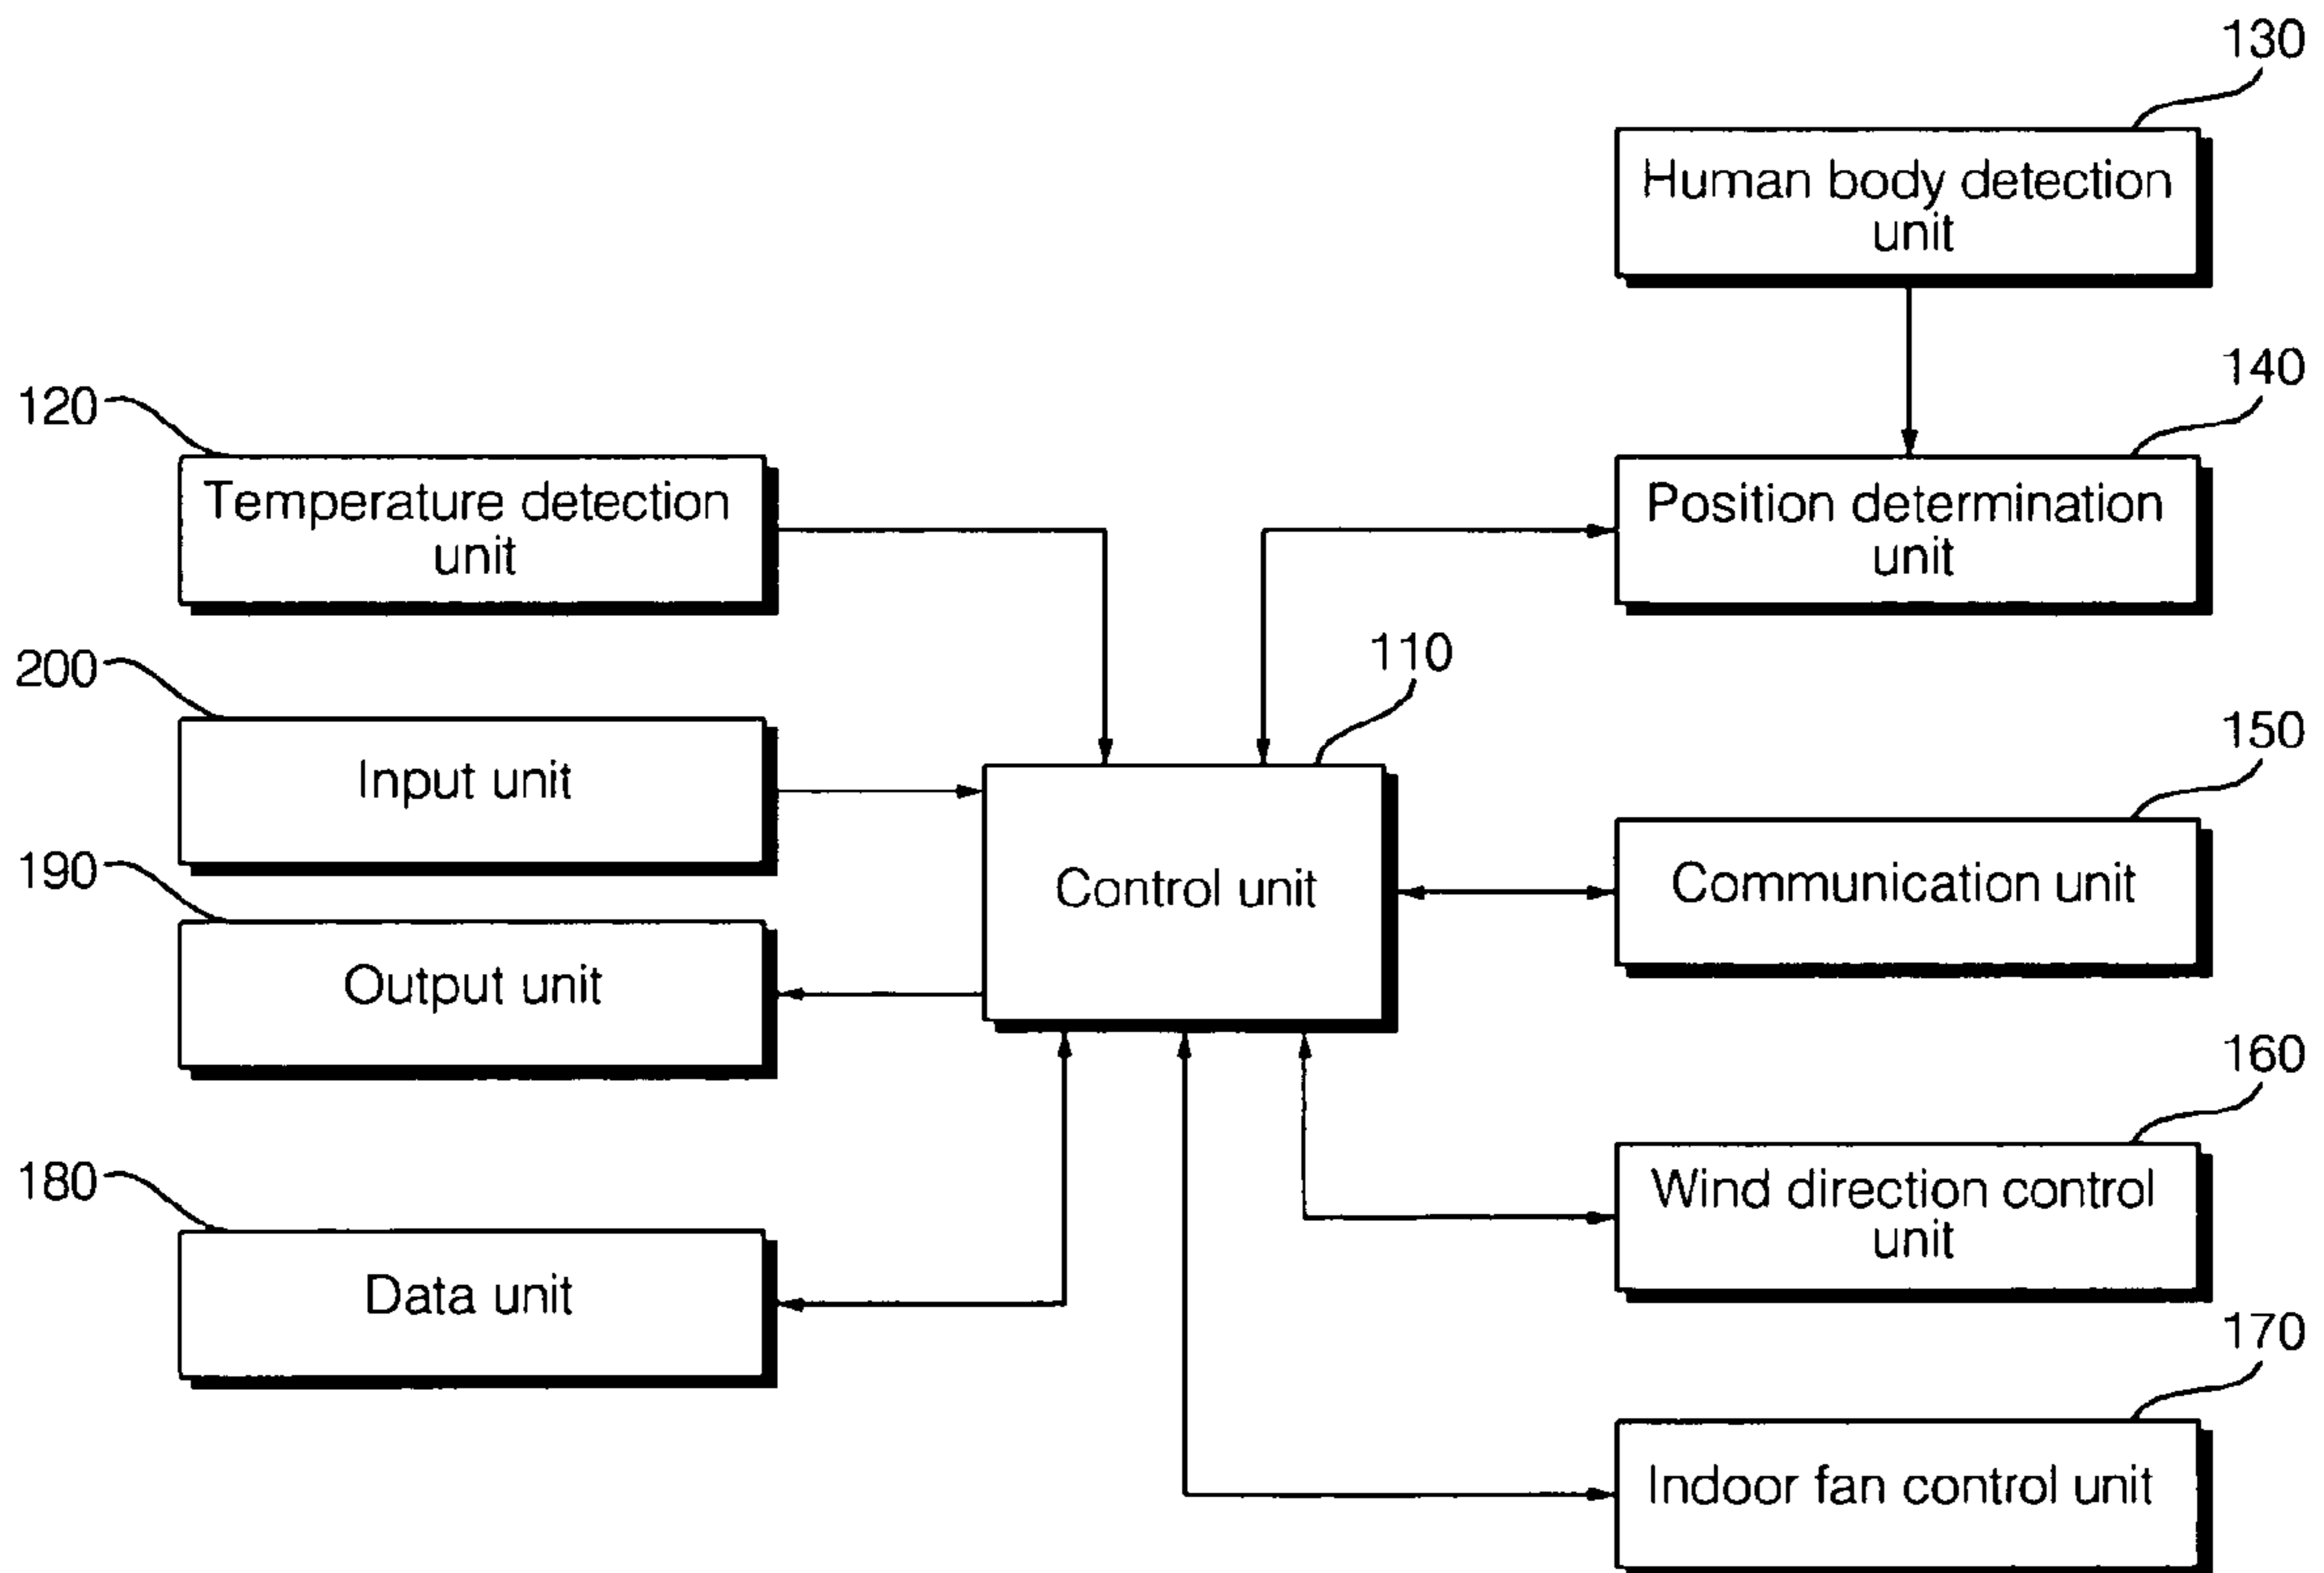 130
Human body detection
unit
140
120
Temperature detection
unit
Position determination
unit
110
200
Input unit
150
Control unit
Communication unit
190
Output unit
160
180
Wind direction control
unit
Data unit
170
Indoor fan control unit